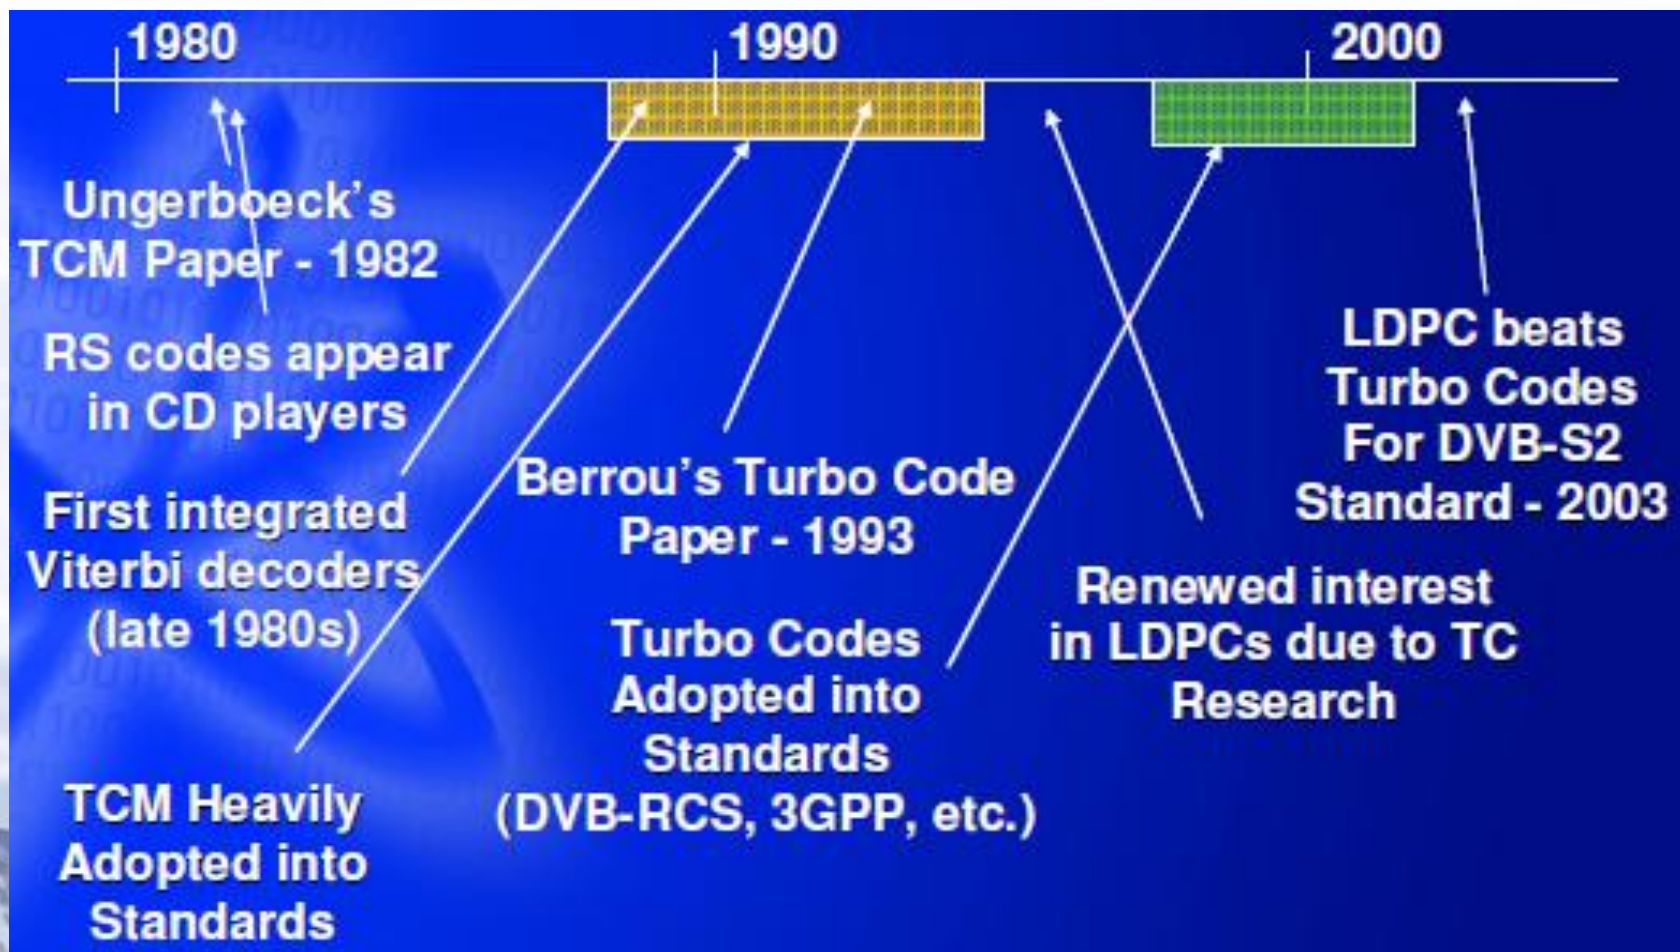 1980
1990
2000
Ungerboeck's
TCM Paper - 1982
RS codes appear
in CD players
First integrated
Viterbi decoders
(late 1980s)
TCM Heavily
Adopted into
Standards
Berrou's Turbo Code
Paper - 1993
Turbo Codes
Adopted into
Standards
(DVB-RCS, 3GPP, etc.)
Renewed interest
in LDPCs due to TC
Research
LDPC beats
Turbo Codes
For DVB-S2
Standard - 2003